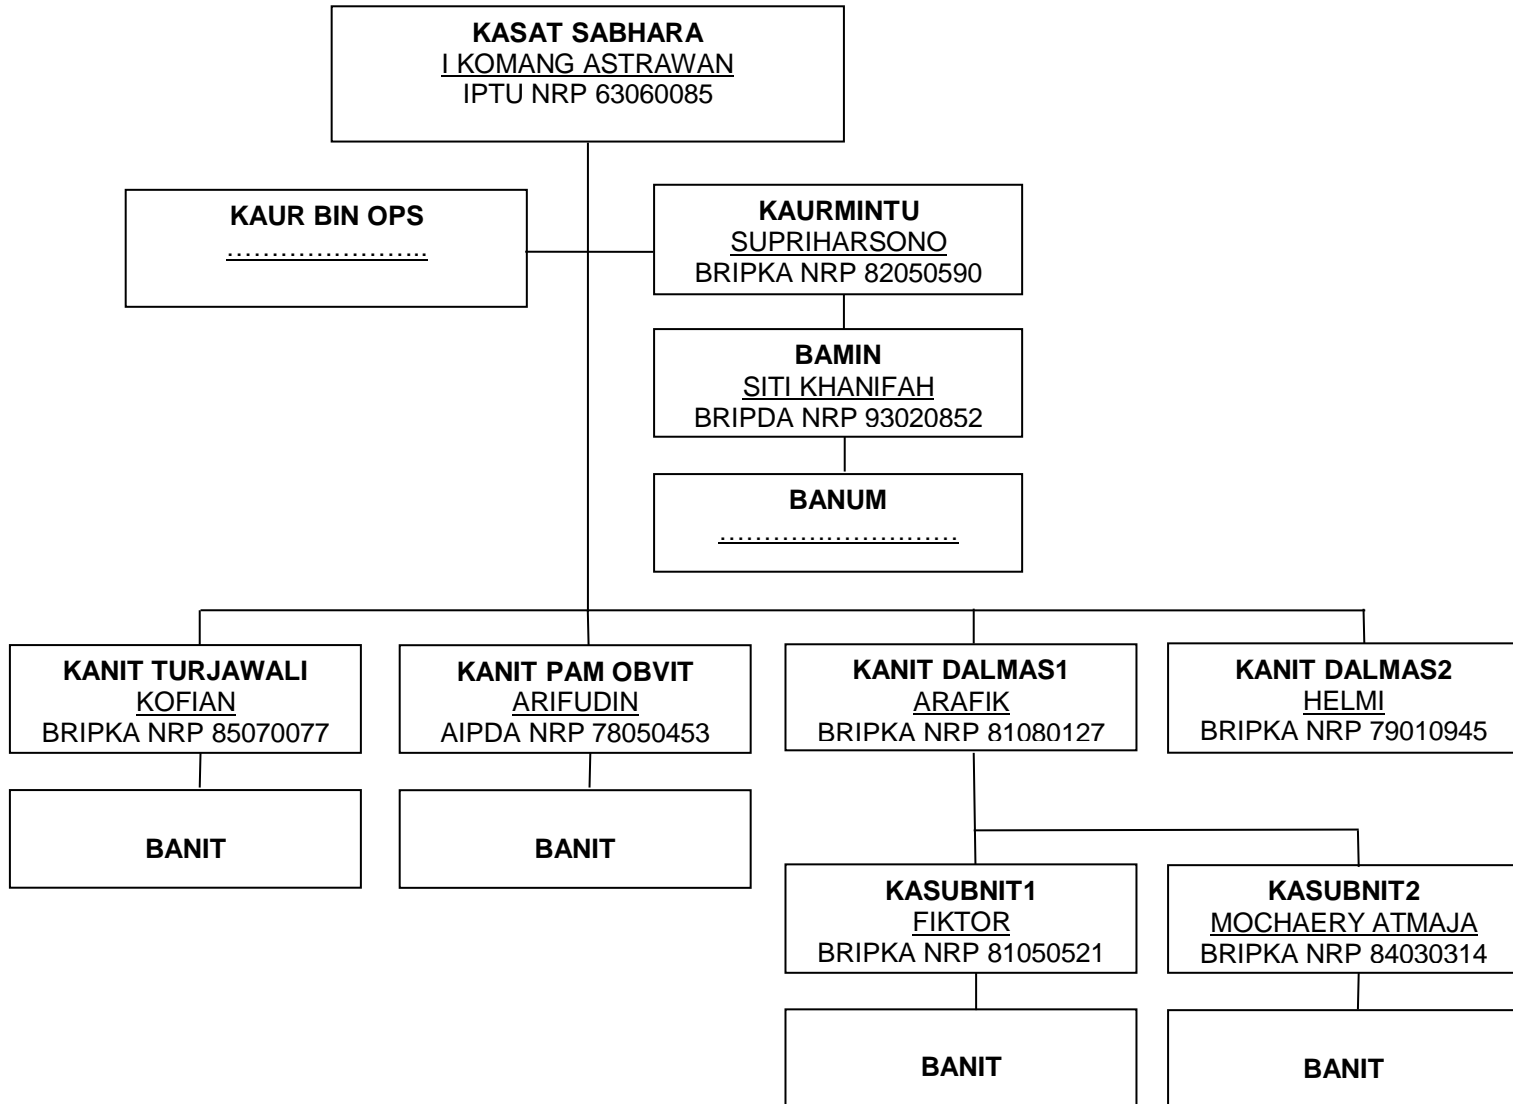 KASAT SABHARA
I KOMANG ASTRAWAN
IPTU NRP 63060085
KAUR BIN OPS
......................
KAURMINTU
SUPRIHARSONO
BRIPKA NRP 82050590
BAMIN
SITI KHANIFAH
BRIPDA NRP 93020852
BANUM
..........................
KANIT TURJAWALI
KOFIAN
BRIPKA NRP 85070077
KANIT PAM OBVIT
ARIFUDIN
AIPDA NRP 78050453
KANIT DALMAS1
ARAFIK
BRIPKA NRP 81080127
KANIT DALMAS2
HELMI
BRIPKA NRP 79010945
BANIT
BANIT
KASUBNIT1
FIKTOR
BRIPKA NRP 81050521
KASUBNIT2
MOCHAERY ATMAJA
BRIPKA NRP 84030314
BANIT
BANIT